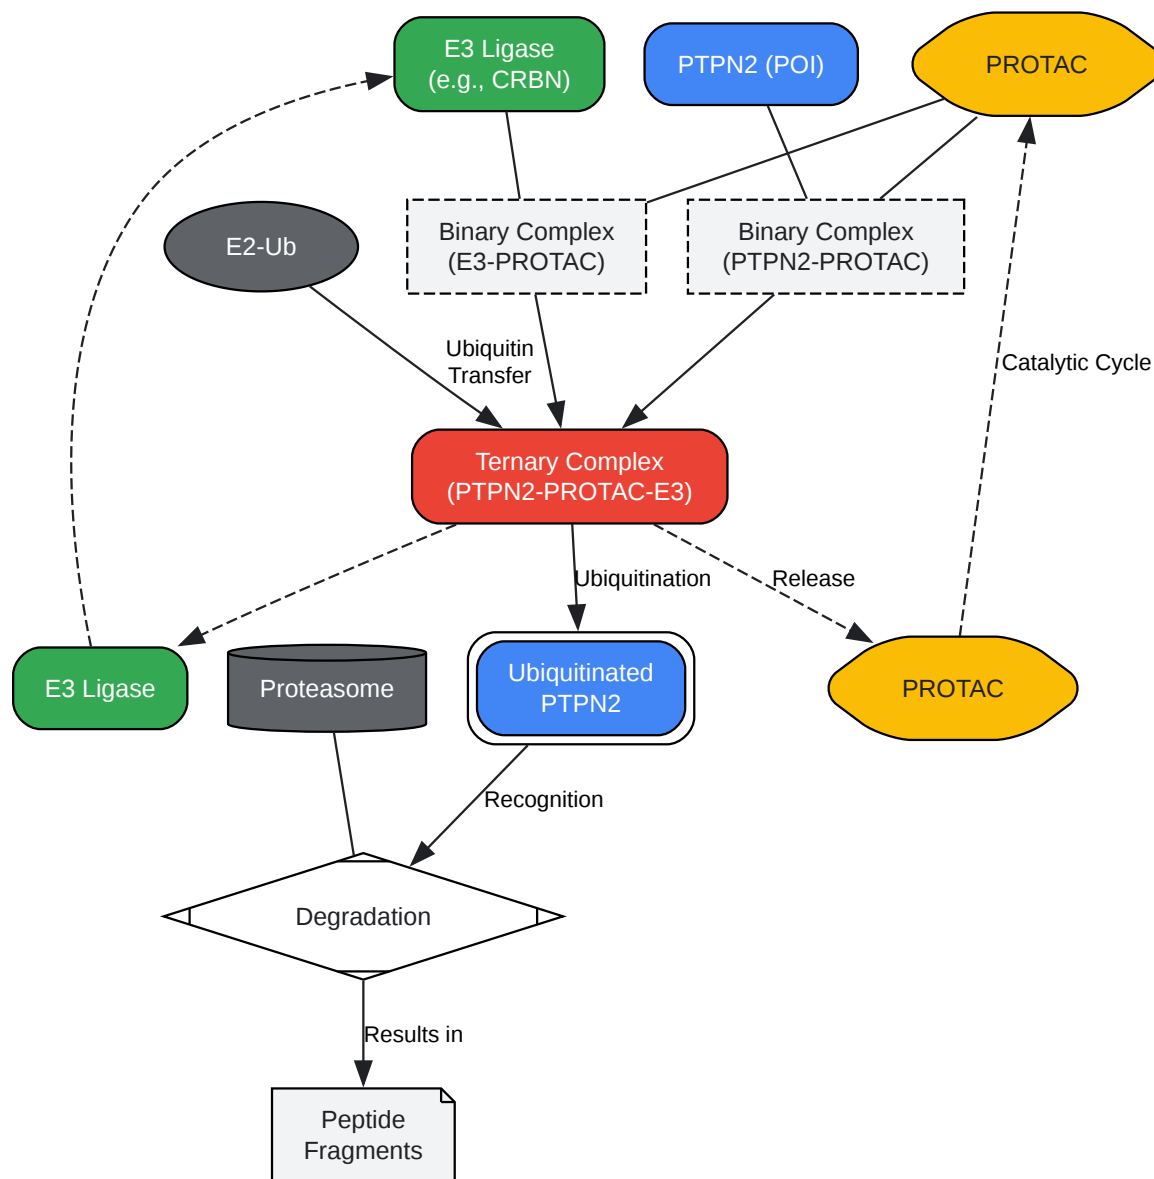 E3 Ligase
(e.g., CRBN)
PTPN2 (POI)
PROTAC
E2-Ub
Binary Complex
(E3-PROTAC)
Binary Complex
(PTPN2-PROTAC)
Ubiquitin
Transfer
Catalytic Cycle
Ternary Complex
(PTPN2-PROTAC-E3)
Ubiquitination
Release
E3 Ligase
Proteasome
Ubiquitinated
PTPN2
PROTAC
Recognition
Degradation
Results in
Peptide
Fragments